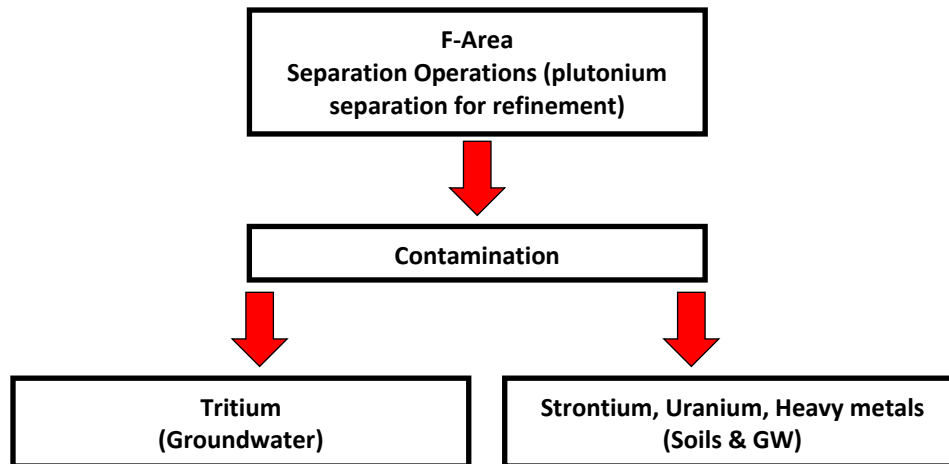 F-Area
Separation Operations (plutonium
separation for refinement)
Contamination
Tritium
(Groundwater)
Strontium, Uranium, Heavy metals
(Soils & GW)